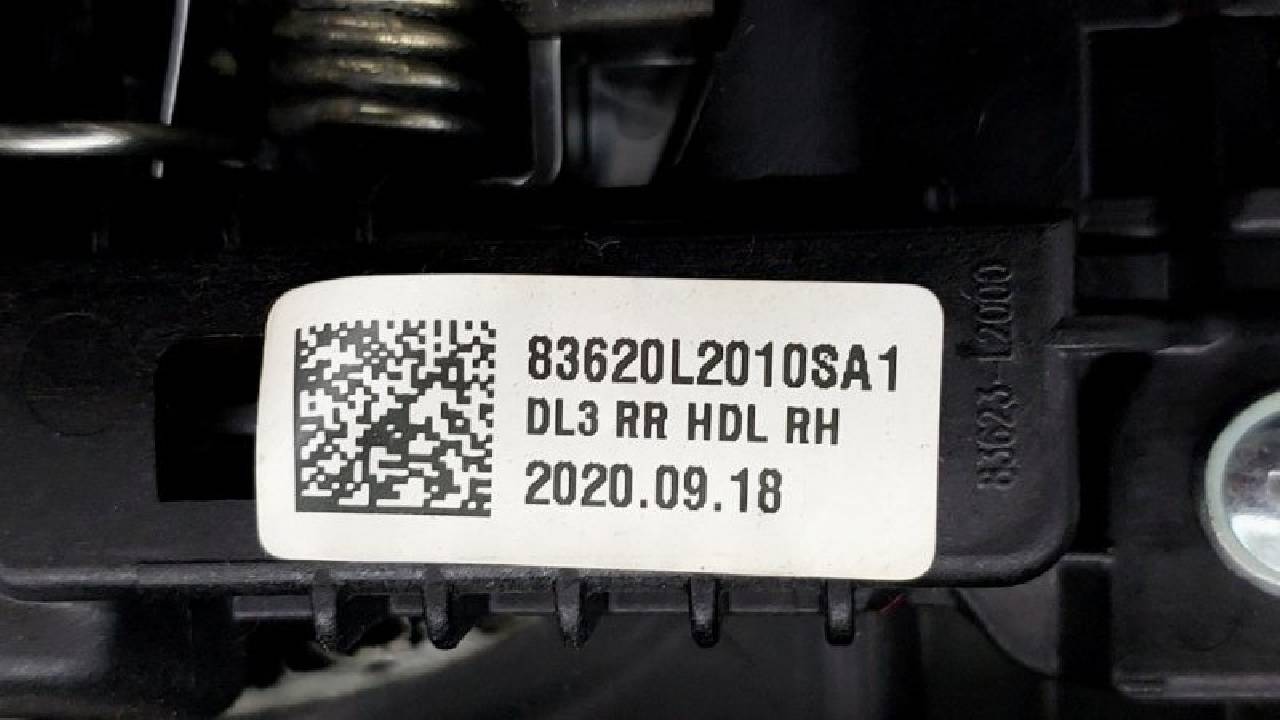 83620L2010SA1
DL3 RR HDL RH
2020.09.18
83623-L2000